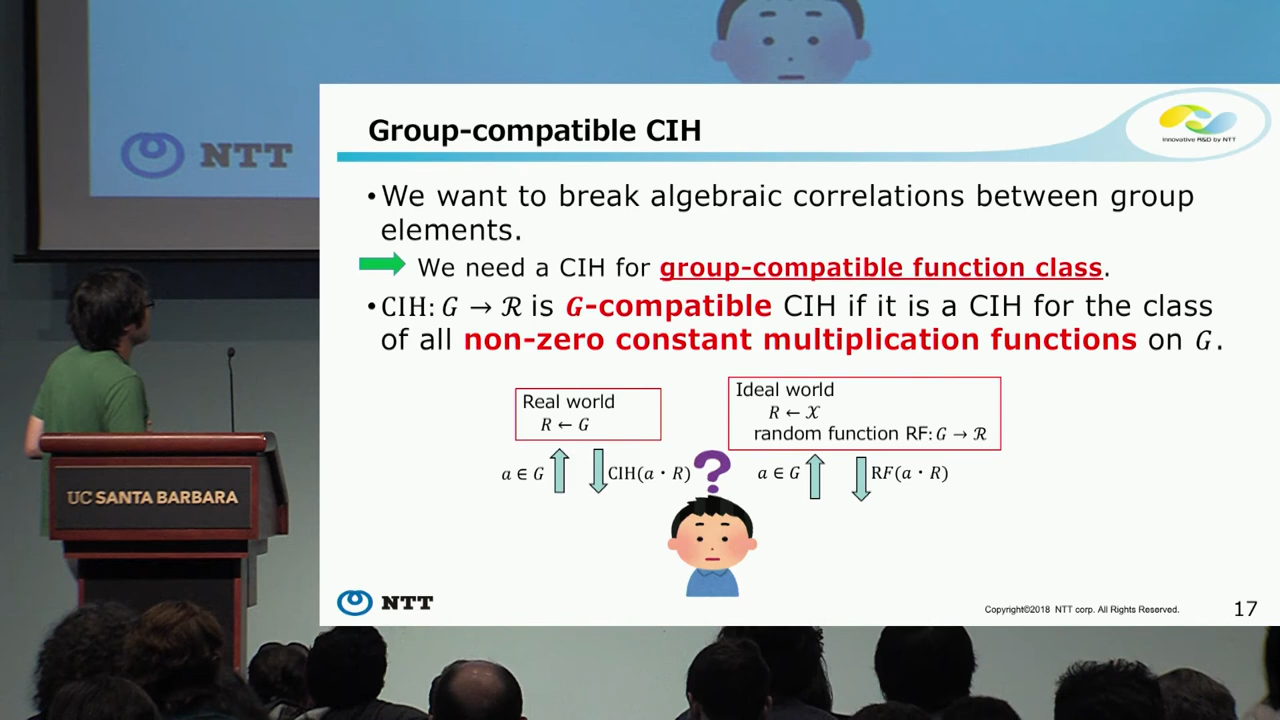 NTT
Innovative R&D by NTT
Group-compatible CIH
•We want to break algebraic correlations between group
elements.
We need a CIH for group-compatible function class.
•CIH: G → ℛ is G-compatible CIH if it is a CIH for the class
of all non-zero constant multiplication functions on G.
Real world
R ← G
Ideal world
R ← 𝒳
random function RF: G → ℛ
a ∈ G
CIH(a・R)
?
a ∈ G
RF(a・R)
UC SANTA BARBARA
NTT
Copyright©2018 NTT corp. All Rights Reserved.
17